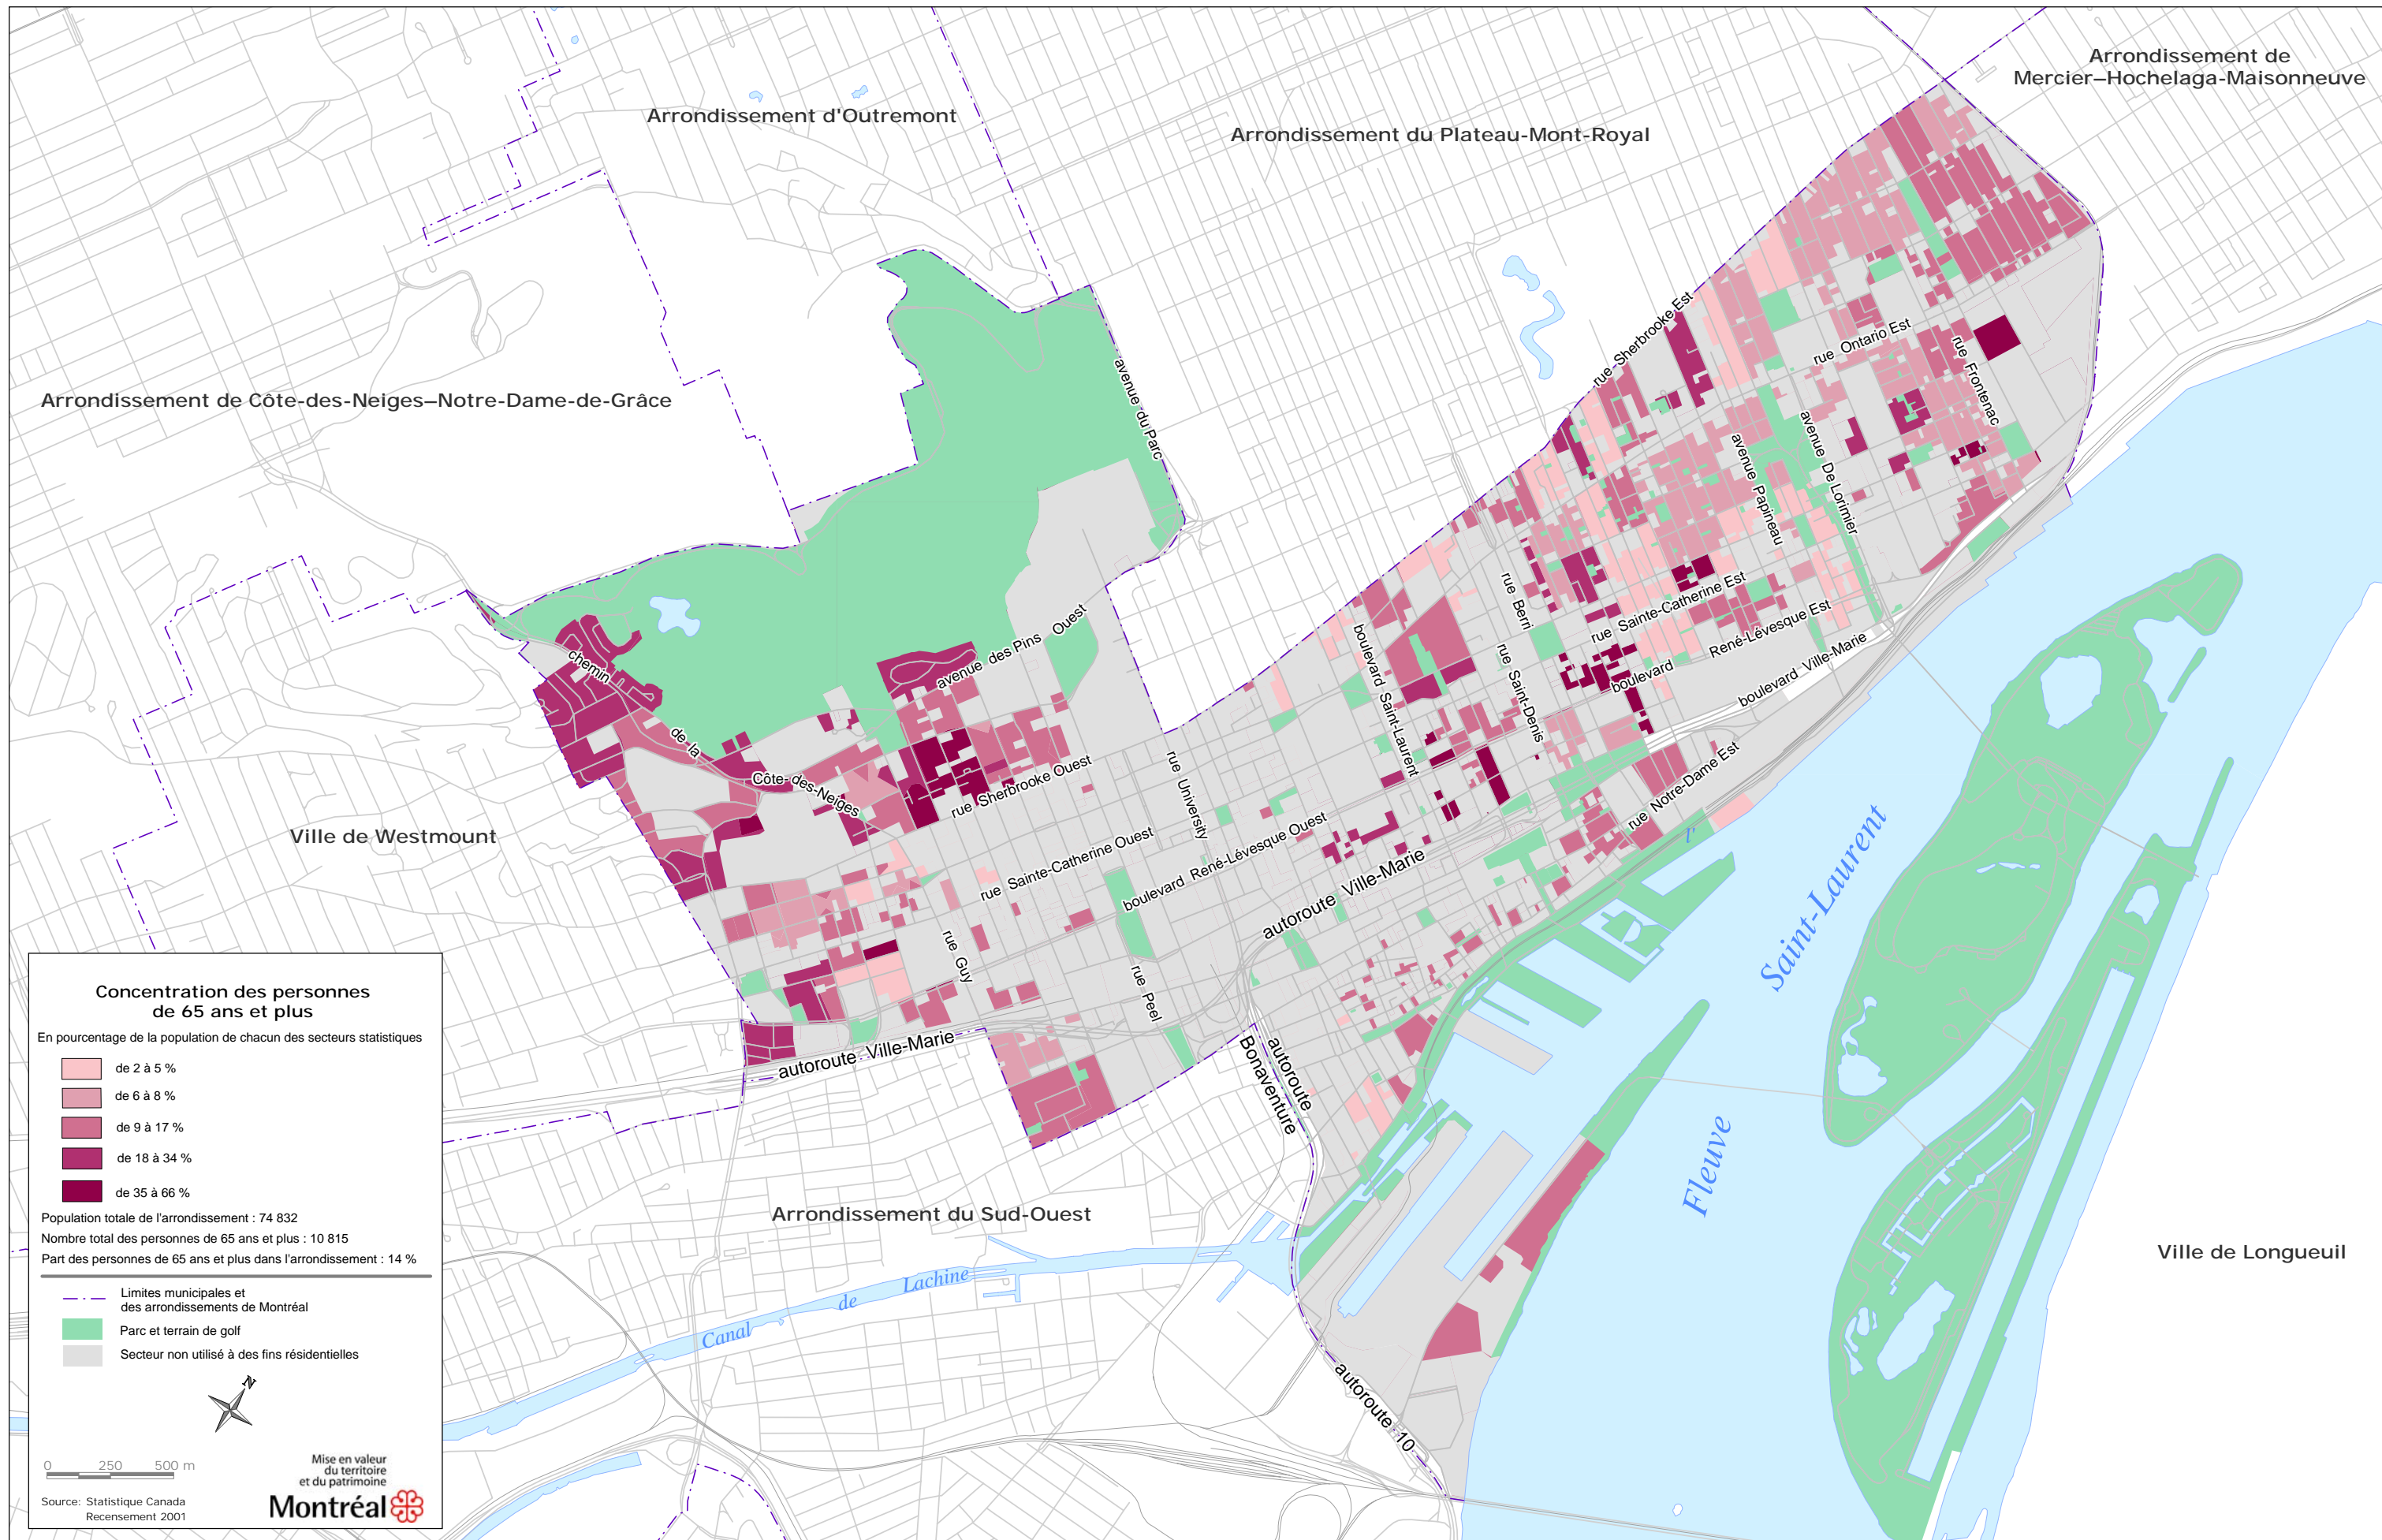 Arrondissement de
Mercier–Hochelaga-Maisonneuve
Arrondissement d'Outremont
Arrondissement du Plateau-Mont-Royal
Arrondissement de Côte-des-Neiges–Notre-Dame-de-Grâce
avenue du Parc
rue Sherbrooke Est
rue Ontario Est
rue Frontenac
avenue De Lorimier
avenue Papineau
avenue des Pins Ouest
rue Berri
rue Sainte-Catherine Est
boulevard René-Lévesque Est
boulevard Ville-Marie
boulevard Saint-Laurent
rue Saint-Denis
chemin de la Côte-des-Neiges
rue Sherbrooke Ouest
rue University
rue Notre-Dame Est
Ville de Westmount
rue Sainte-Catherine Ouest
boulevard René-Lévesque Ouest
autoroute Ville-Marie
rue Guy
rue Peel
autoroute Ville-Marie
autoroute
Bonaventure
Fleuve
Saint-Laurent
l'
Arrondissement du Sud-Ouest
Ville de Longueuil
Canal de Lachine
autoroute 10
Concentration des personnes
de 65 ans et plus
En pourcentage de la population de chacun des secteurs statistiques
de 2 à 5 %
de 6 à 8 %
de 9 à 17 %
de 18 à 34 %
de 35 à 66 %
Population totale de l'arrondissement : 74 832
Nombre total des personnes de 65 ans et plus : 10 815
Part des personnes de 65 ans et plus dans l'arrondissement : 14 %
Limites municipales et
des arrondissements de Montréal
Parc et terrain de golf
Secteur non utilisé à des fins résidentielles
N
0 250 500 m
Mise en valeur
du territoire
et du patrimoine
Montréal
Source: Statistique Canada
Recensement 2001